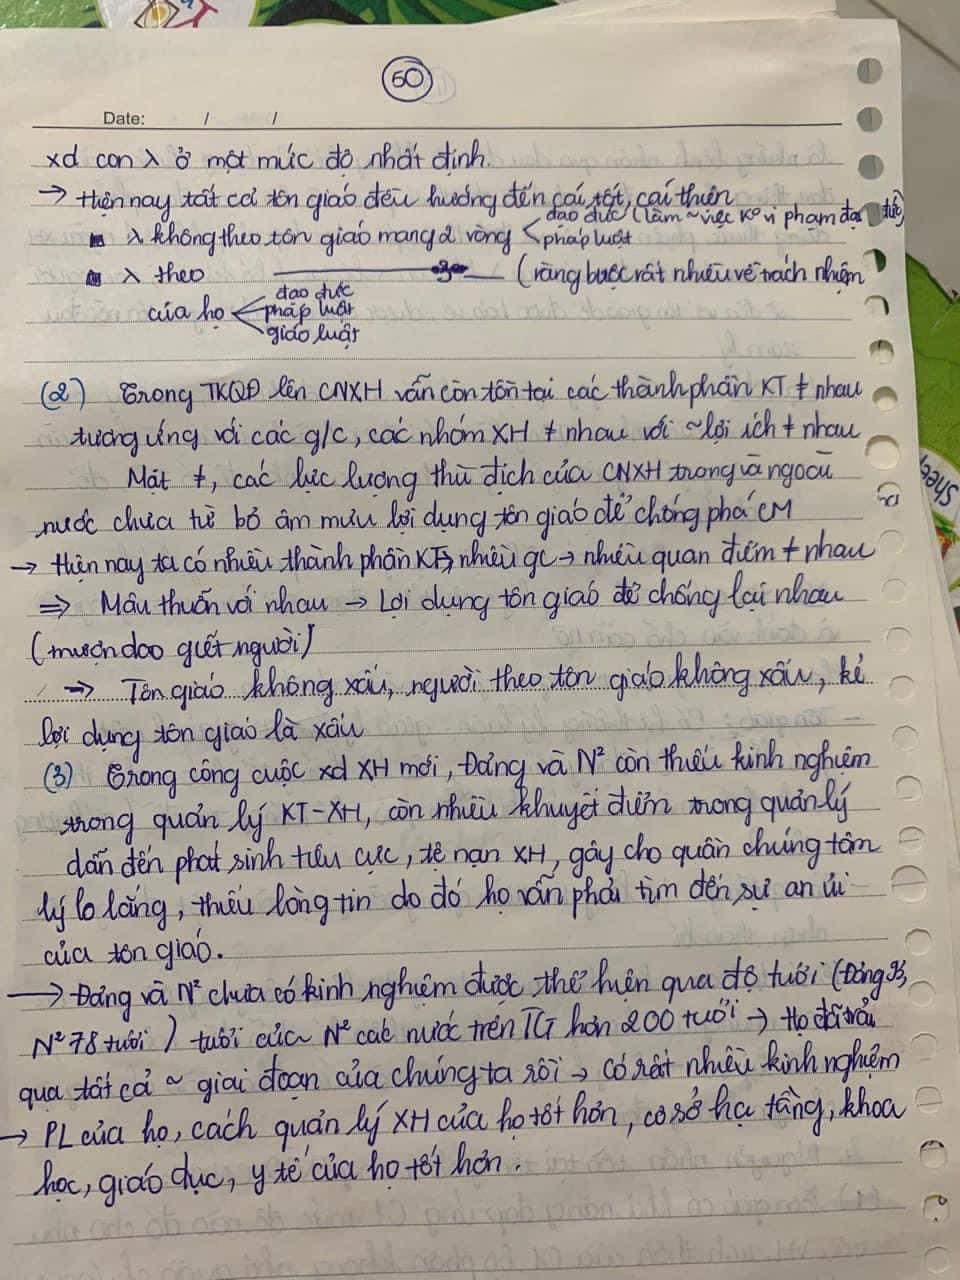 60
Date: / /
xd con λ ở một mức độ nhất định.
→ Hiện nay tất cả tôn giáo đều hướng đến cái tốt, cái thiện
λ không theo tôn giáo mang 2 vòng < đạo đức (làm ~ việc ko vi phạm đạo đức)
pháp luật
λ theo ——— 3 — (ràng buộc rất nhiều về trách nhiệm
của họ < đạo đức
pháp luật
giáo luật
(2) Trong TKQĐ lên CNXH vẫn còn tồn tại các thành phần KT ≠ nhau
tương ứng với các g/c, các nhóm XH ≠ nhau với ~ lợi ích ≠ nhau
Mặt ≠, các lực lượng thù địch của CNXH trong và ngoài
nước chưa từ bỏ âm mưu lợi dụng tôn giáo để chống phá CM
→ Hiện nay ta có nhiều thành phần KT, nhiều gc → nhiều quan điểm ≠ nhau
⇒ Mâu thuẫn với nhau → Lợi dụng tôn giáo để chống lại nhau
(mượn dao giết người)
⇒ Tôn giáo không xấu, người theo tôn giáo không xấu, kẻ
lợi dụng tôn giáo là xấu
(3) Trong công cuộc xd XH mới, Đảng và N² còn thiếu kinh nghiệm
trong quản lý KT-XH, còn nhiều khuyết điểm trong quản lý
dẫn đến phát sinh tiêu cực, tệ nạn XH, gây cho quần chúng tâm
lý lo lắng, thiếu lòng tin do đó họ vẫn phải tìm đến sự an ủi
của tôn giáo.
→ Đảng và N² chưa có kinh nghiệm được thể hiện qua độ tuổi (Đảng 93,
N² 78 tuổi) tuổi của N² các nước trên TG hơn 200 tuổi → Họ đã trải
qua tất cả ~ giai đoạn của chúng ta rồi → có rất nhiều kinh nghiệm
→ PL của họ, cách quản lý XH của họ tốt hơn, cơ sở hạ tầng, khoa
học, giáo dục, y tế của họ tốt hơn.